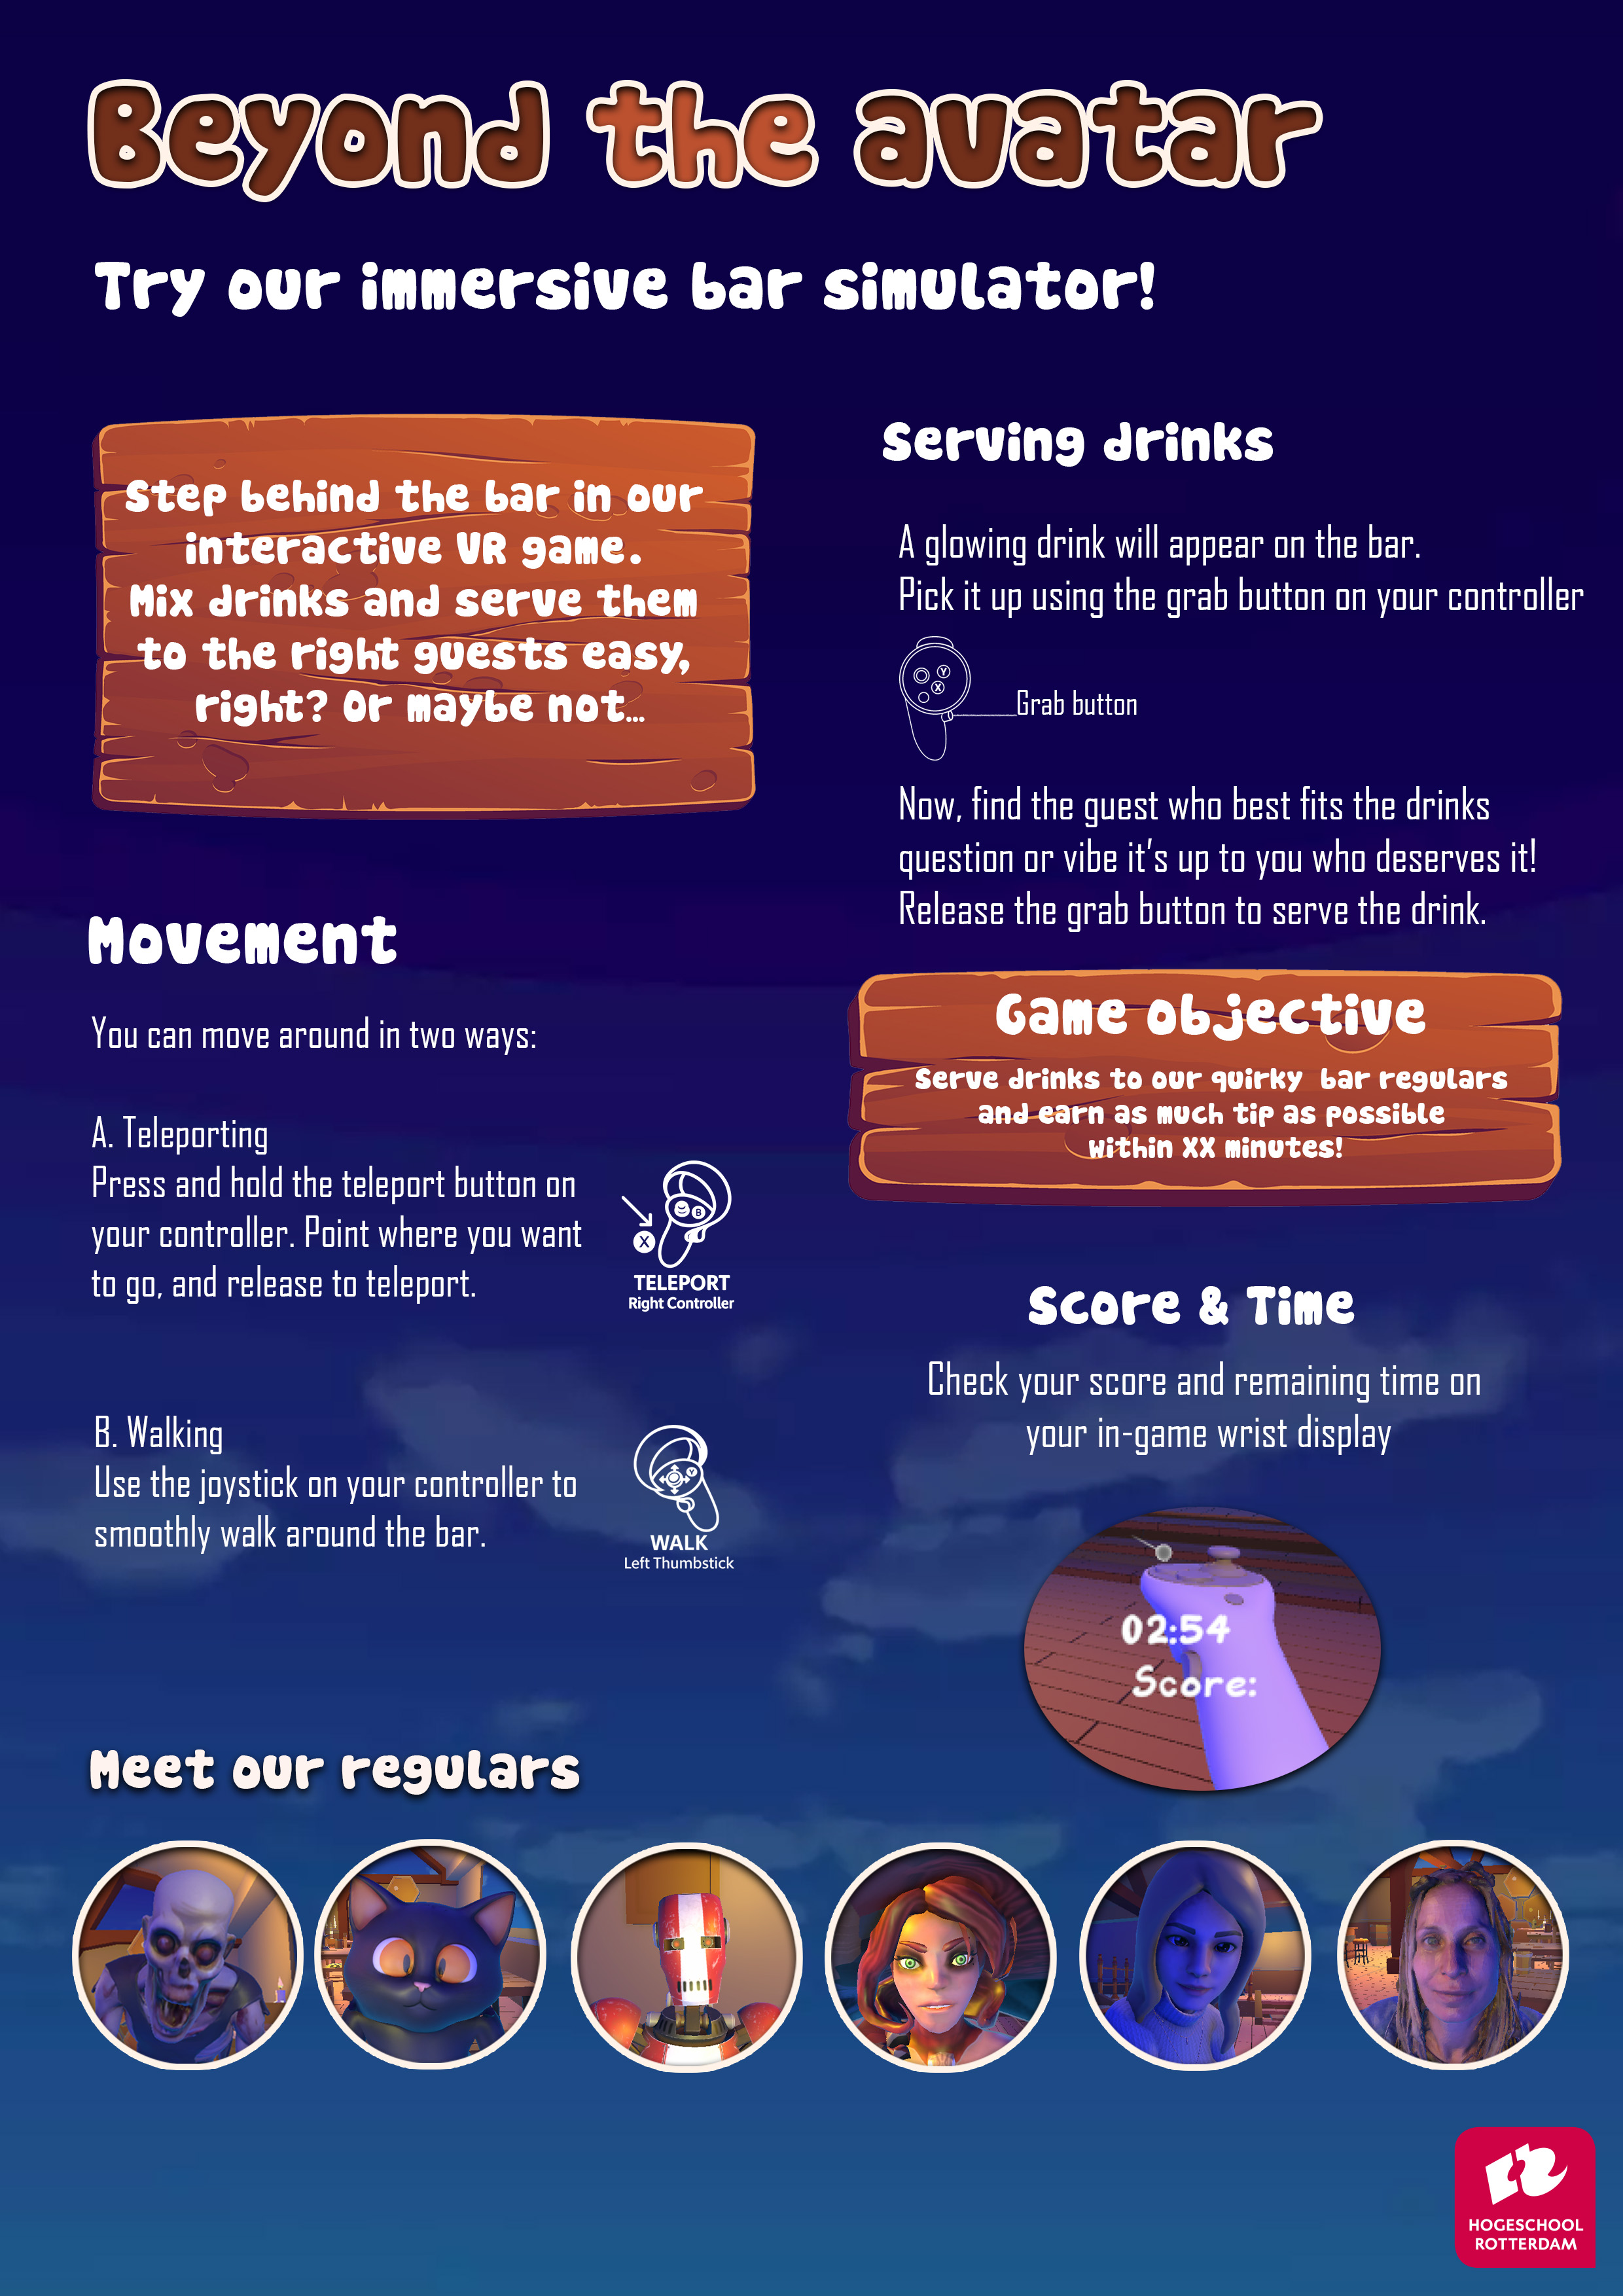 Beyond the avatar
Try our immersive bar simulator!
Step behind the bar in our
interactive VR game.
Mix drinks and serve them
to the right guests easy,
right? Or maybe not...
Movement
You can move around in two ways:
A. Teleporting
Press and hold the teleport button on
your controller. Point where you want
to go, and release to teleport.
B
X
TELEPORT
Right Controller
B. Walking
Use the joystick on your controller to
smoothly walk around the bar.
Y
WALK
Left Thumbstick
Serving drinks
A glowing drink will appear on the bar.
Pick it up using the grab button on your controller
Y
X
Grab button
Now, find the guest who best fits the drinks
question or vibe it's up to you who deserves it!
Release the grab button to serve the drink.
Game objective
Serve drinks to our quirky bar regulars
and earn as much tip as possible
within XX minutes!
Score & Time
Check your score and remaining time on
your in-game wrist display
02:54
Score:
Meet our regulars
HOGESCHOOL
ROTTERDAM